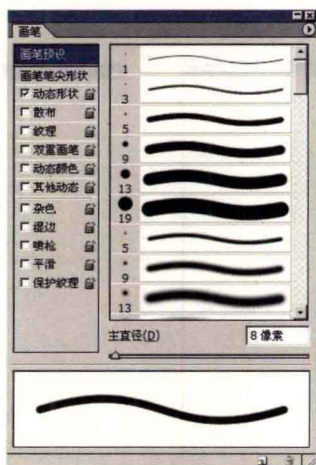 画笔
画笔预设
画笔笔尖形状
动态形状
散布
纹理
双重画笔
动态颜色
其他动态
杂色
湿边
喷枪
平滑
保护纹理
1
3
5
9
13
19
5
9
13
主直径(D)
8 像素